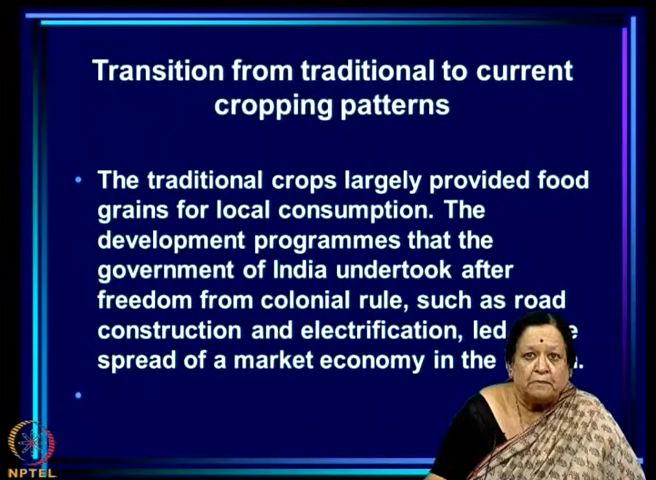 Transition from traditional to current
cropping patterns
• The traditional crops largely provided food
grains for local consumption. The
development programmes that the
government of India undertook after
freedom from colonial rule, such as road
construction and electrification, led
spread of a market economy in the
NPTEL